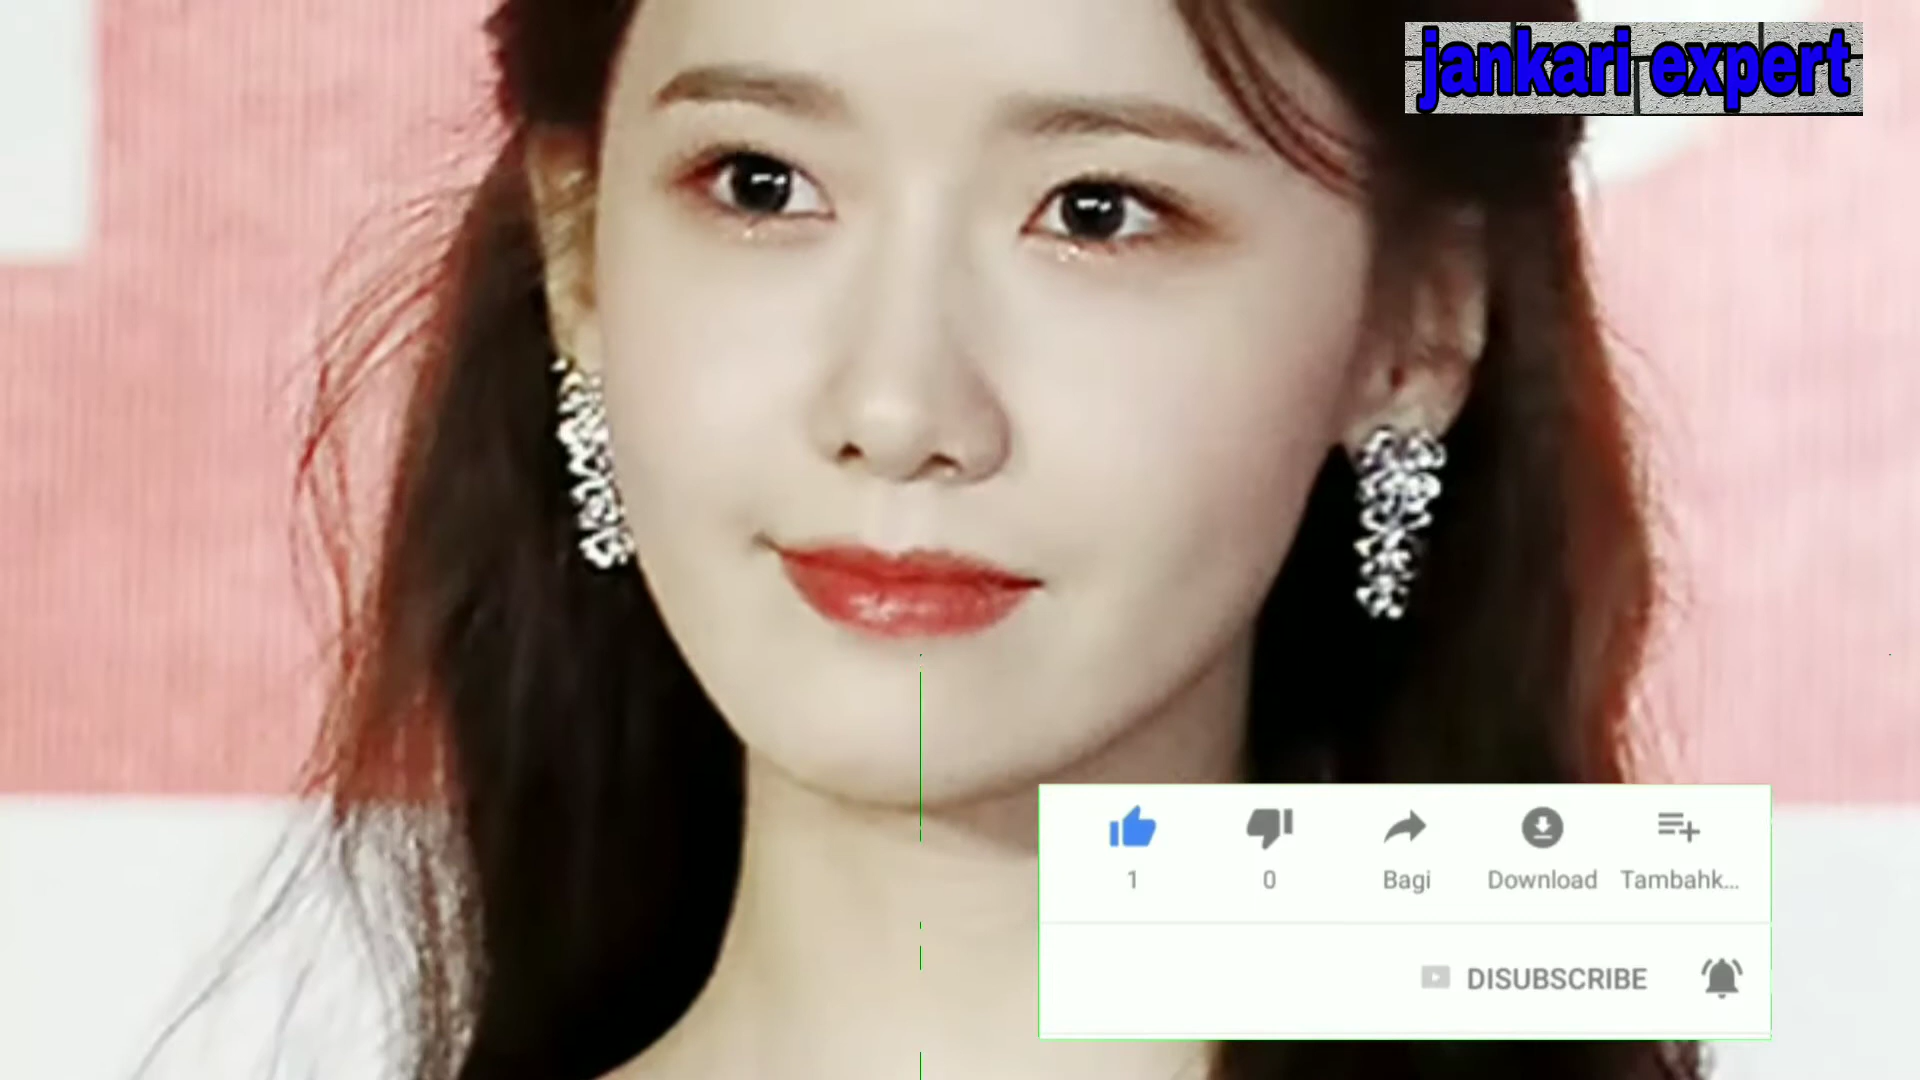 jankari expert
1
0
Bagi
Download
Tambahk...
DISUBSCRIBE